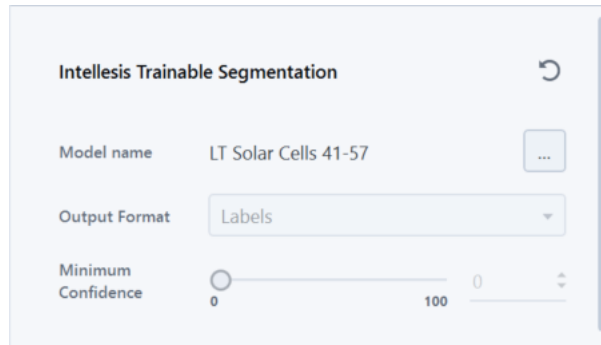 Intellesis Trainable Segmentation
Model name LT Solar Cells 41-57 ...
Output Format Labels
Minimum
Confidence 0
0 100